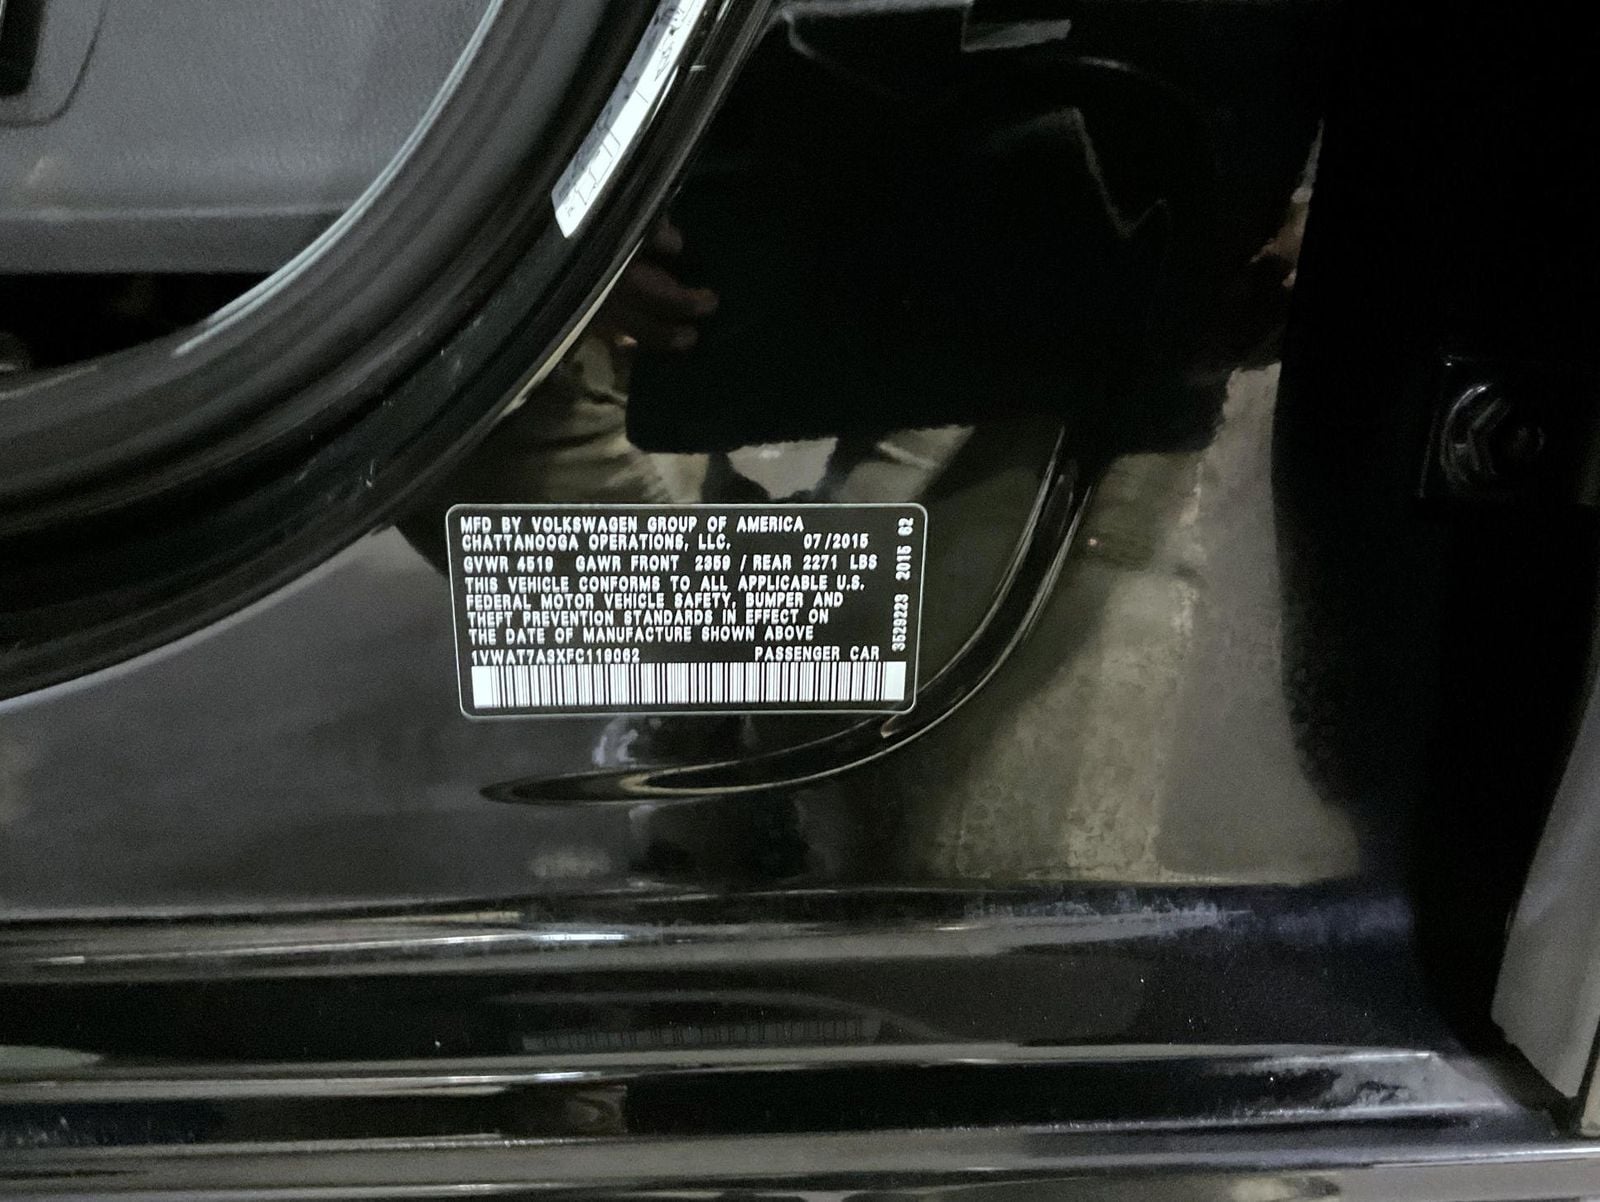 MFD BY VOLKSWAGEN GROUP OF AMERICA
CHATTANOOGA OPERATIONS, LLC. 07/2015
GVWR 4519 GAWR FRONT 2359 / REAR 2271 LBS
THIS VEHICLE CONFORMS TO ALL APPLICABLE U.S.
FEDERAL MOTOR VEHICLE SAFETY, BUMPER AND
THEFT PREVENTION STANDARDS IN EFFECT ON
THE DATE OF MANUFACTURE SHOWN ABOVE
1VWAT7A3XFC119062 PASSENGER CAR
3529223 2015 62